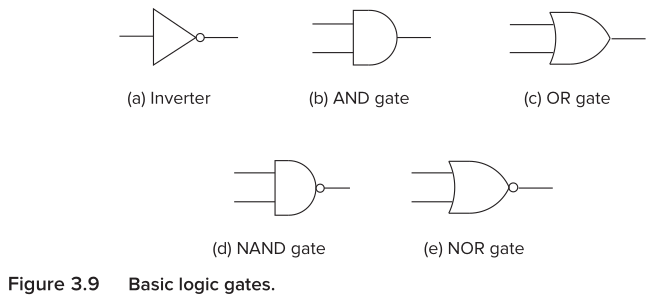 (a) Inverter
(b) AND gate
(c) OR gate
(d) NAND gate
(e) NOR gate
Figure 3.9 Basic logic gates.